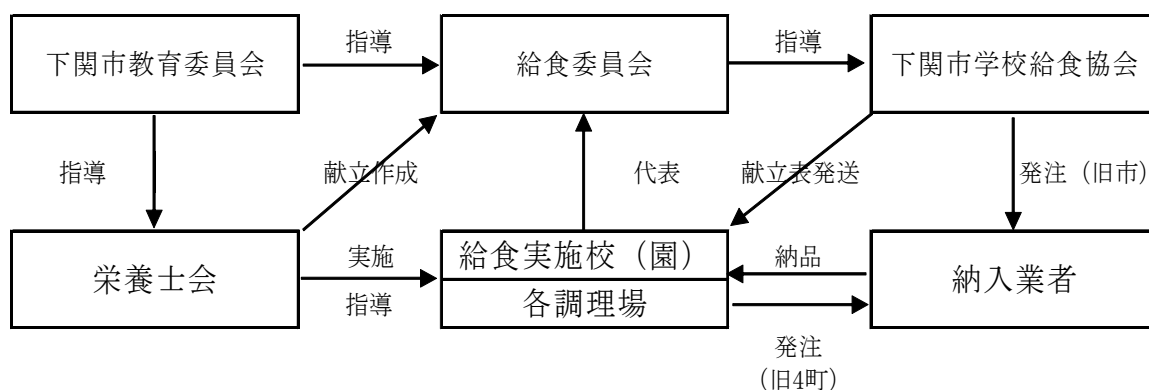 下関市教育委員会
指導
給食委員会
指導
下関市学校給食協会
指導
献立作成
代表
献立表発送
発注（旧市）
栄養士会
実施
指導
給食実施校（園）
各調理場
納品
発注
（旧4町）
納入業者